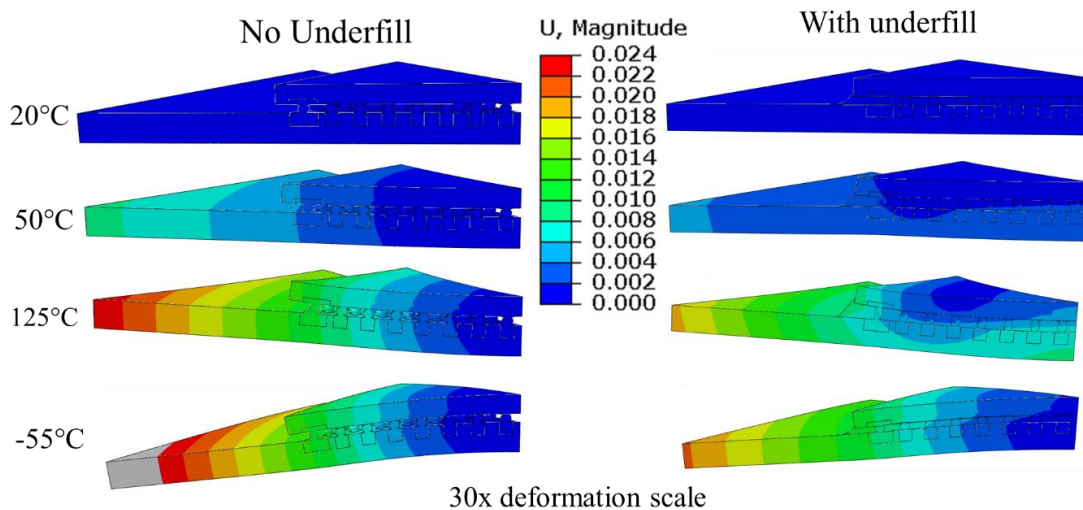 No Underfill
U, Magnitude
With underfill
0.024
0.022
0.020
0.018
0.016
0.014
0.012
0.010
0.008
0.006
0.004
0.002
0.000
20°C
50°C
125°C
-55°C
30x deformation scale